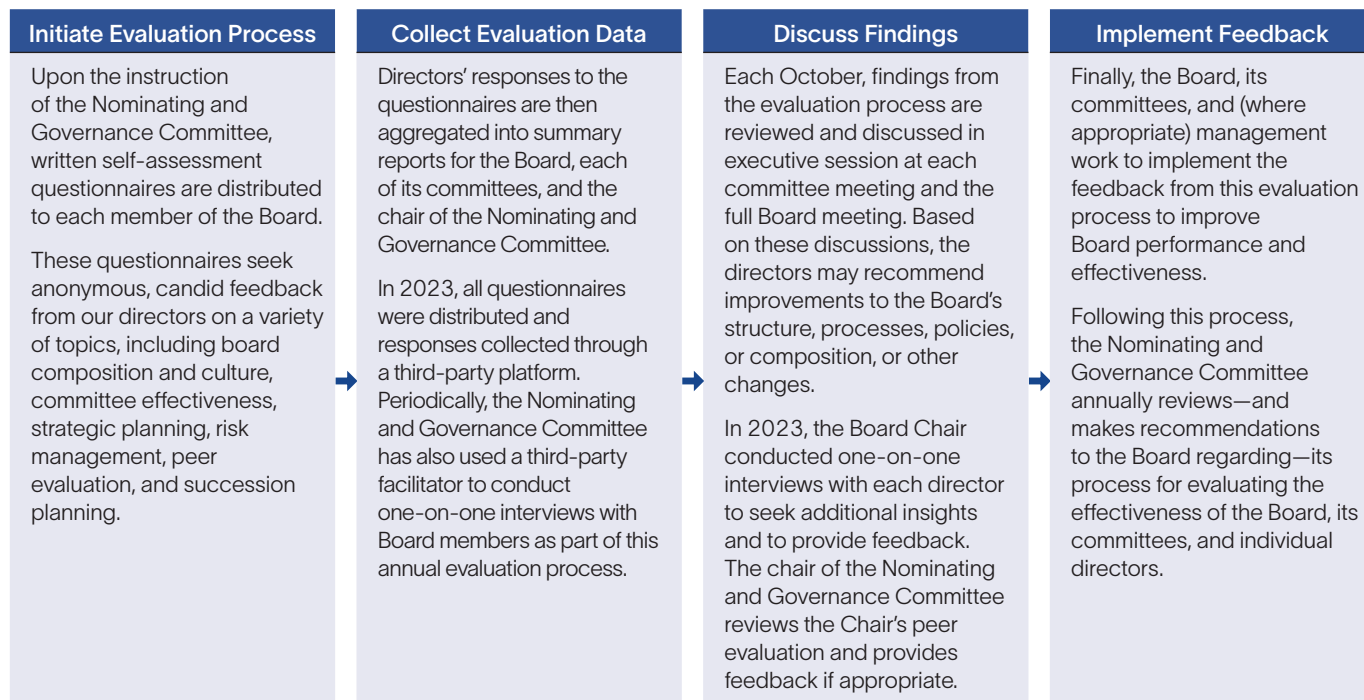 Initiate Evaluation Process
Upon the instruction
of the Nominating and
Governance Committee,
written self-assessment
questionnaires are distributed
to each member of the Board.
These questionnaires seek
anonymous, candid feedback
from our directors on a variety
of topics, including board
composition and culture,
committee effectiveness,
strategic planning, risk
management, peer
evaluation, and succession
planning.
Collect Evaluation Data
Directors’ responses to the
questionnaires are then
aggregated into summary
reports for the Board, each
of its committees, and the
chair of the Nominating and
Governance Committee.
In 2023, all questionnaires
were distributed and
responses collected through
a third-party platform.
Periodically, the Nominating
and Governance Committee
has also used a third-party
facilitator to conduct
one-on-one interviews with
Board members as part of this
annual evaluation process.
Discuss Findings
Each October, findings from
the evaluation process are
reviewed and discussed in
executive session at each
committee meeting and the
full Board meeting. Based
on these discussions, the
directors may recommend
improvements to the Board’s
structure, processes, policies,
or composition, or other
changes.
In 2023, the Board Chair
conducted one-on-one
interviews with each director
to seek additional insights
and to provide feedback.
The chair of the Nominating
and Governance Committee
reviews the Chair’s peer
evaluation and provides
feedback if appropriate.
Implement Feedback
Finally, the Board, its
committees, and (where
appropriate) management
work to implement the
feedback from this evaluation
process to improve
Board performance and
effectiveness.
Following this process,
the Nominating and
Governance Committee
annually reviews—and
makes recommendations
to the Board regarding—its
process for evaluating the
effectiveness of the Board, its
committees, and individual
directors.